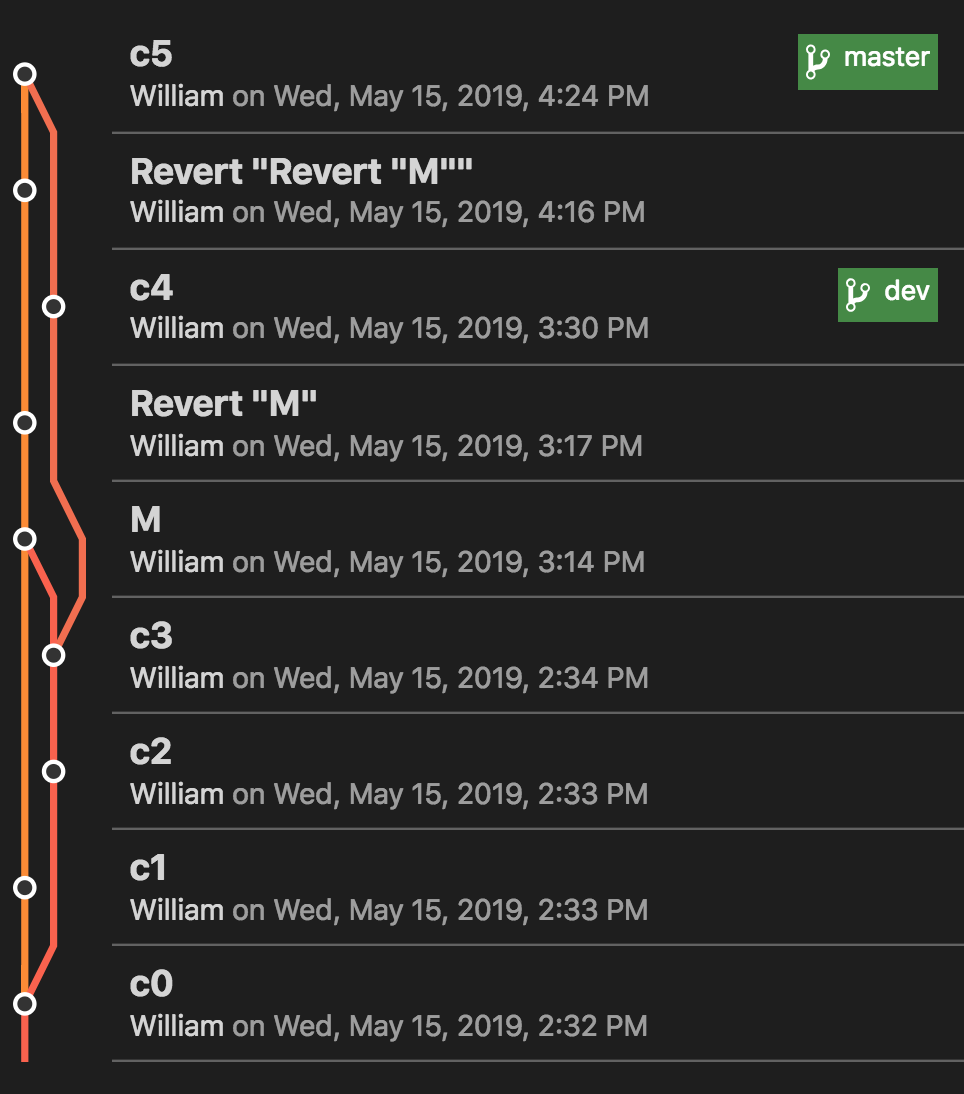 c5
master
William on Wed, May 15, 2019, 4:24 PM
Revert "Revert "M""
William on Wed, May 15, 2019, 4:16 PM
c4
dev
William on Wed, May 15, 2019, 3:30 PM
Revert "M"
William on Wed, May 15, 2019, 3:17 PM
M
William on Wed, May 15, 2019, 3:14 PM
c3
William on Wed, May 15, 2019, 2:34 PM
c2
William on Wed, May 15, 2019, 2:33 PM
c1
William on Wed, May 15, 2019, 2:33 PM
c0
William on Wed, May 15, 2019, 2:32 PM